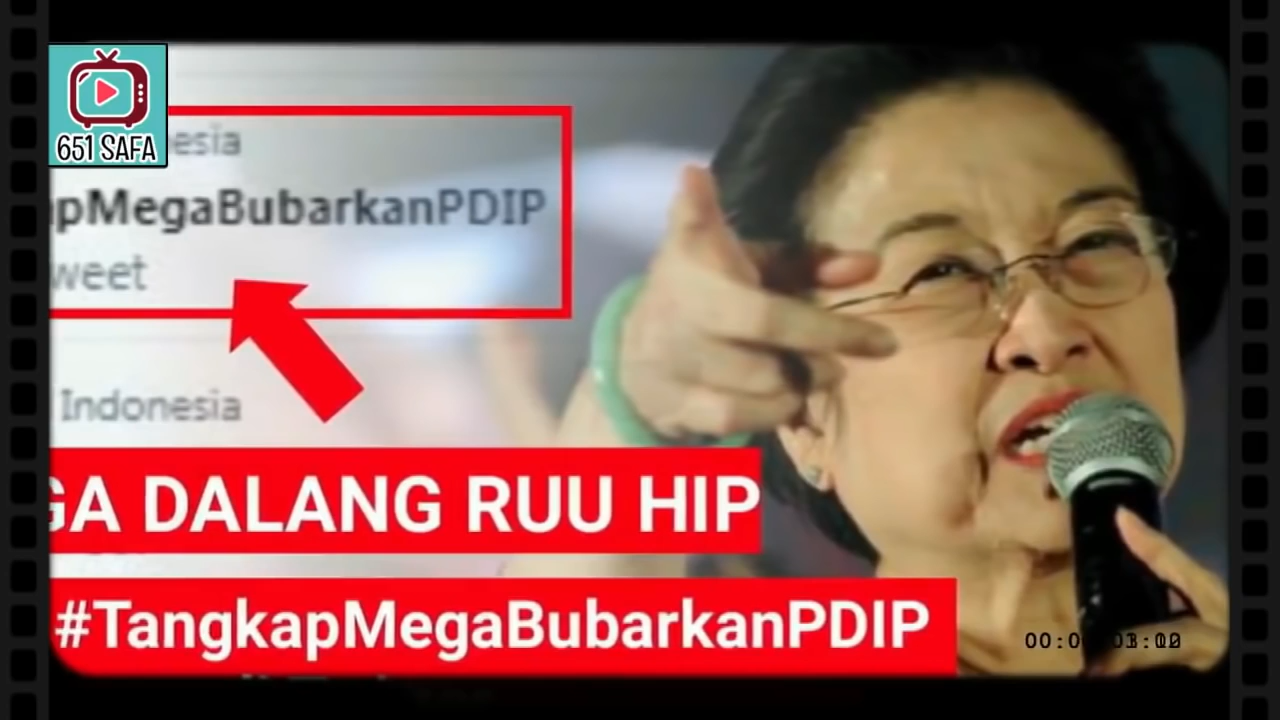 651 SAFA
esia
pMegaBubarkanPDIP
weet
Indonesia
GA DALANG RUU HIP
#TangkapMegaBubarkanPDIP